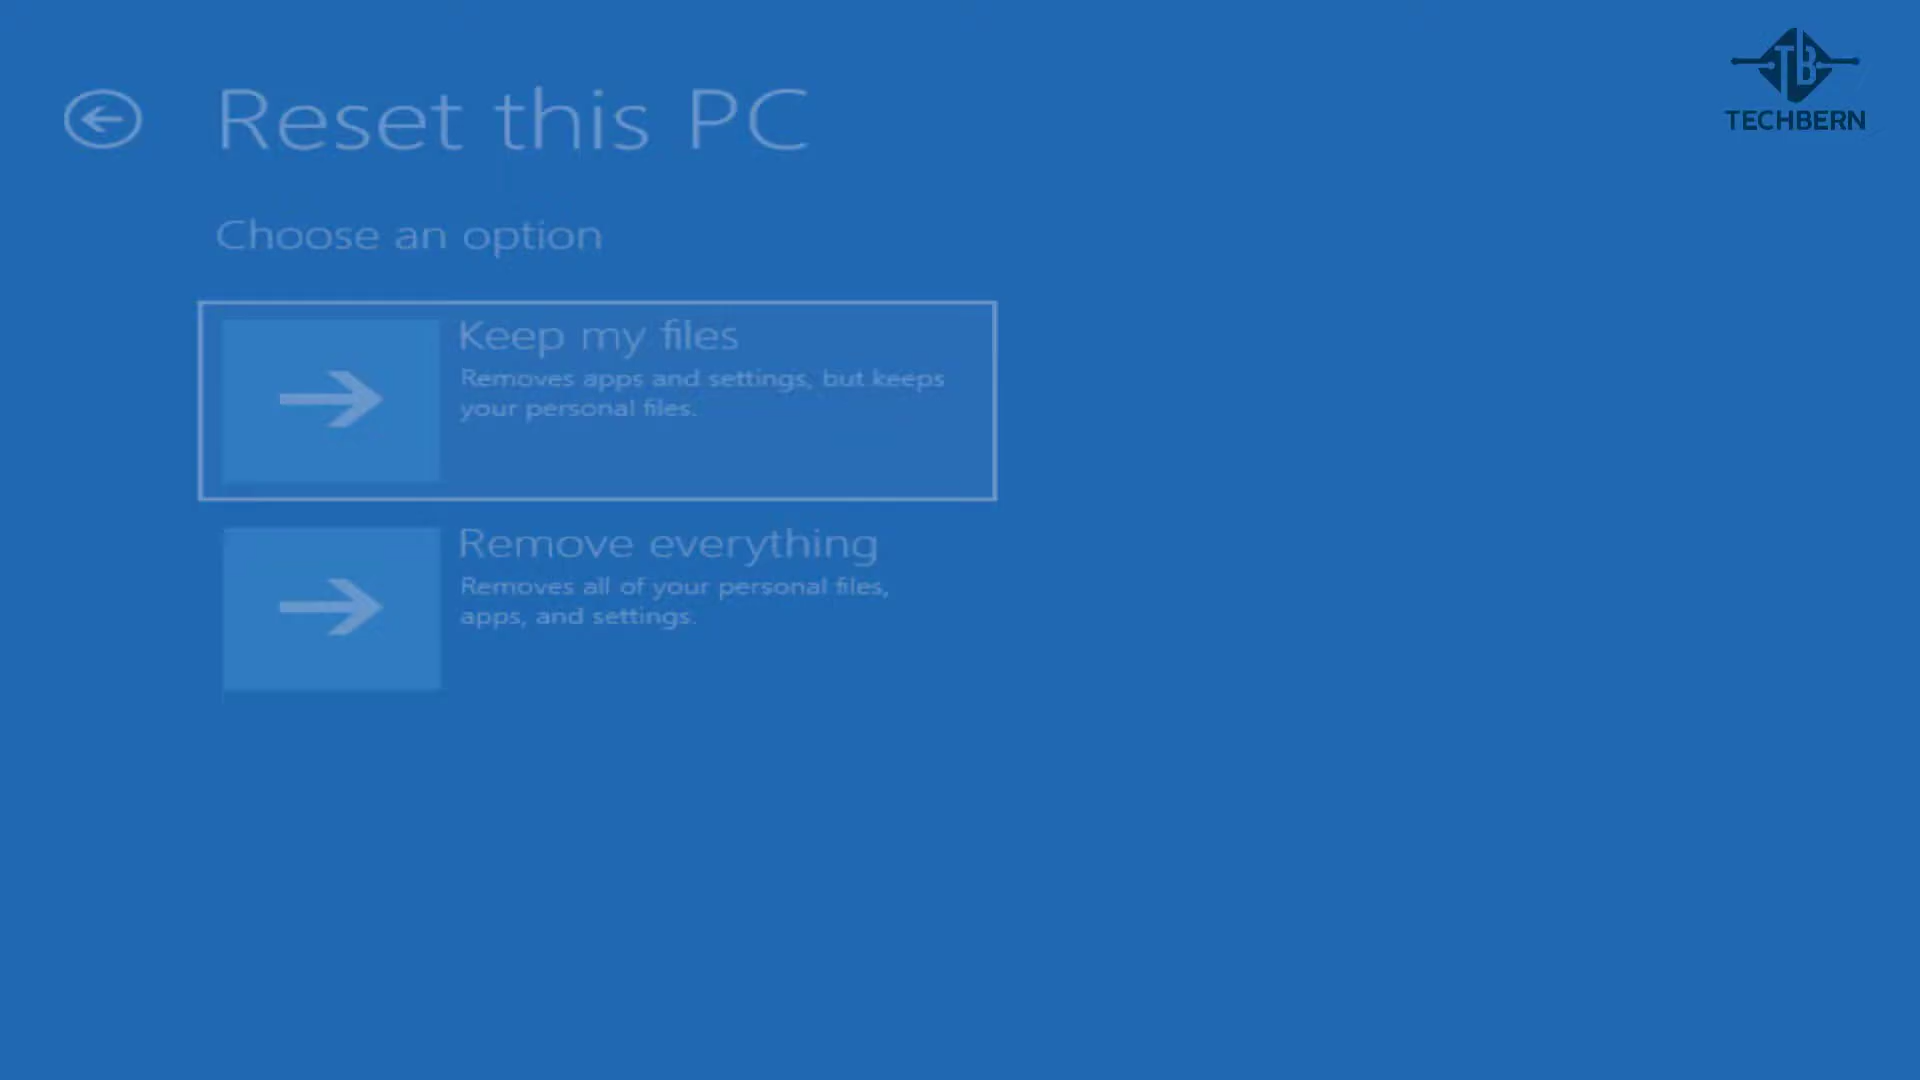 TB
TECHBERN
Reset this PC
Choose an option
Keep my files
Removes apps and settings, but keeps
your personal files.
Remove everything
Removes all of your personal files,
apps, and settings.